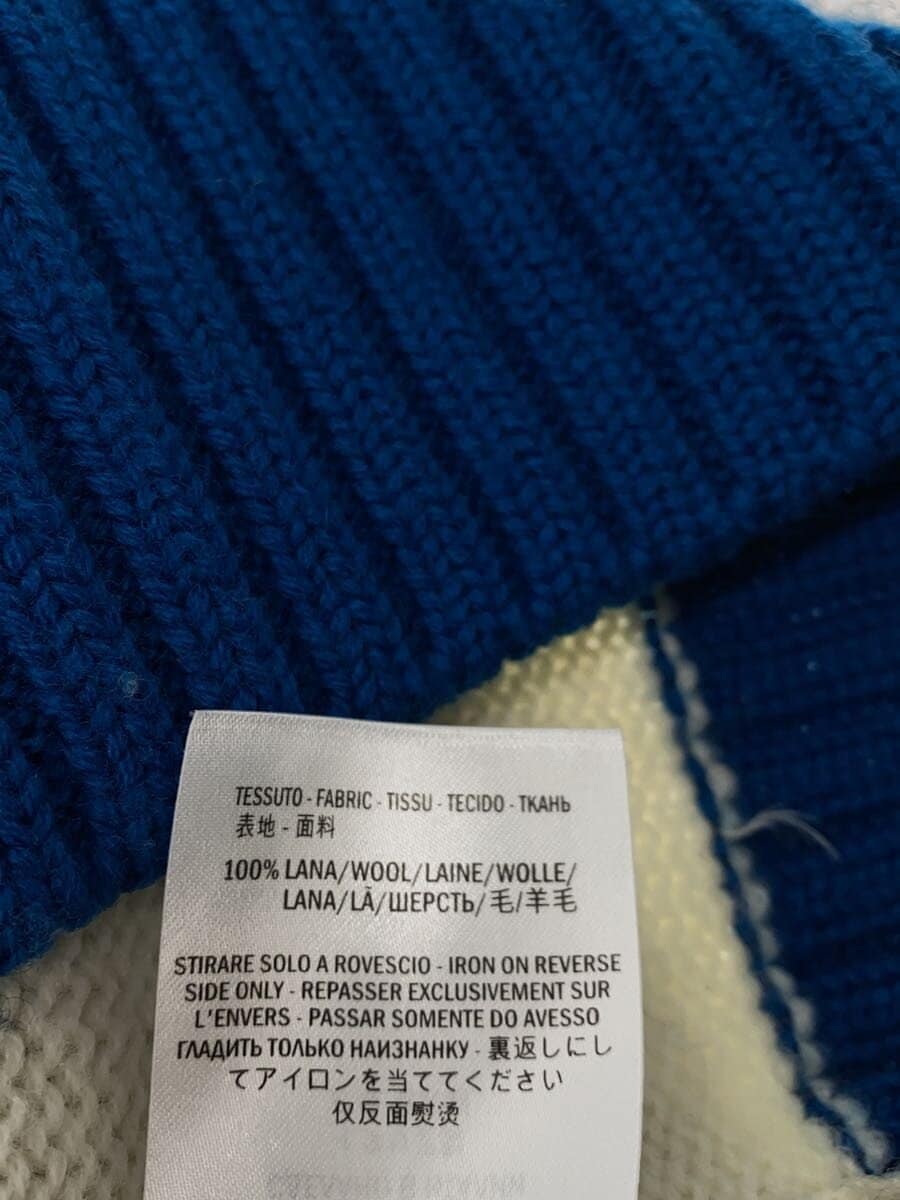 TESSUTO - FABRIC - TISSU - TECIDO - ТКАНЬ
表地 - 面料
100% LANA/WOOL/LAINE/WOLLE/
LANA/LÃ/ШЕРСТЬ/毛/羊毛
STIRARE SOLO A ROVESCIO - IRON ON REVERSE
SIDE ONLY - REPASSER EXCLUSIVEMENT SUR
L'ENVERS - PASSAR SOMENTE DO AVESSO
ГЛАДИТЬ ТОЛЬКО НАИЗНАНКУ - 裏返しにし
てアイロンを当ててください
仅反面熨烫